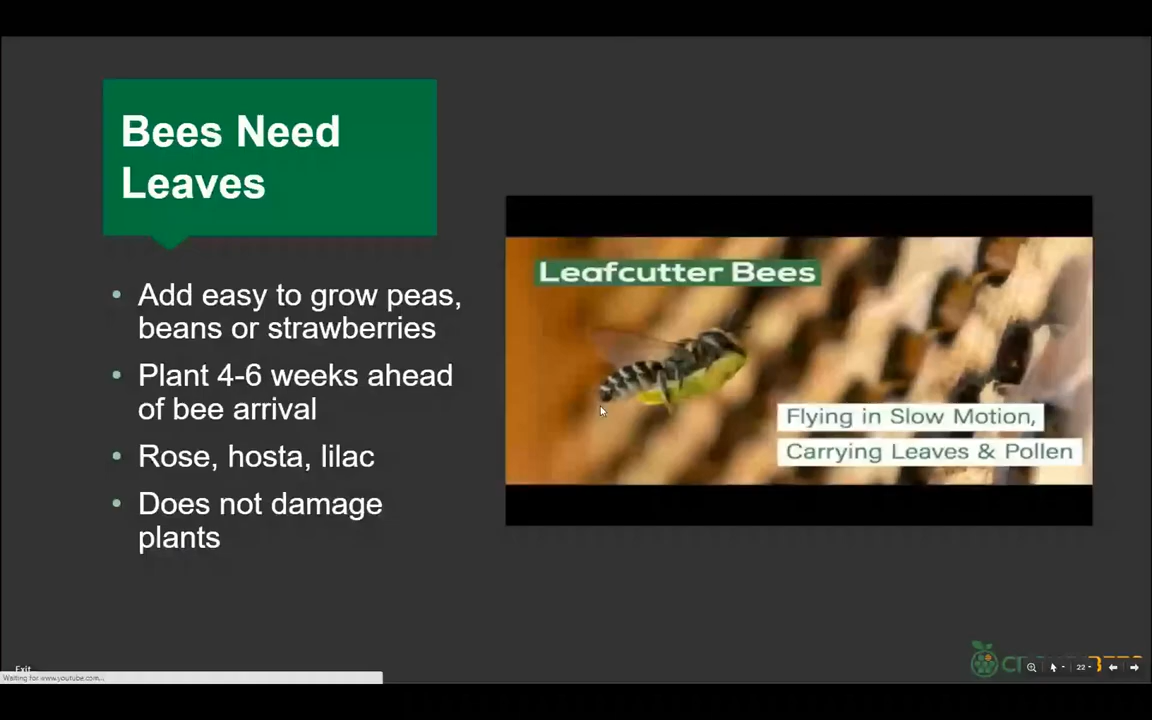 Bees Need
Leaves
• Add easy to grow peas,
beans or strawberries
• Plant 4-6 weeks ahead
of bee arrival
• Rose, hosta, lilac
• Does not damage
plants
Leafcutter Bees
Flying in Slow Motion,
Carrying Leaves & Pollen
Exit
Waiting for www.youtube.com...
22